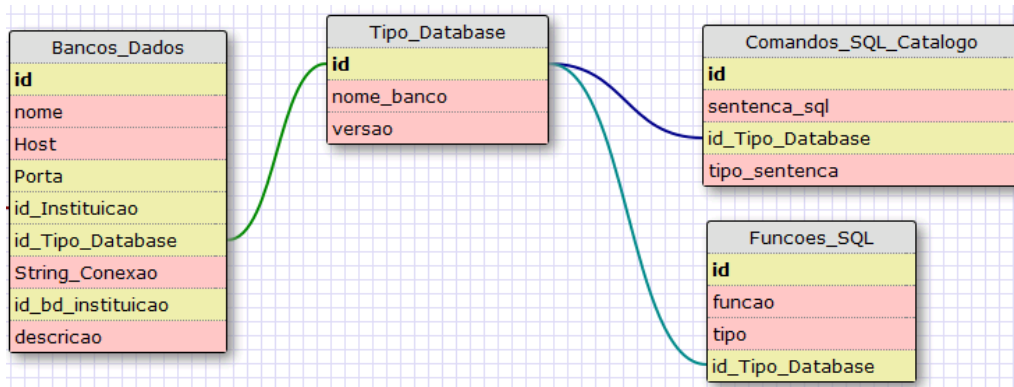 Bancos_Dados
id
nome
Host
Porta
id_Instituicao
id_Tipo_Database
String_Conexao
id_bd_instituicao
descricao
Tipo_Database
id
nome_banco
versao
Comandos_SQL_Catalogo
id
sentenca_sql
id_Tipo_Database
tipo_sentenca
Funcoes_SQL
id
funcao
tipo
id_Tipo_Database